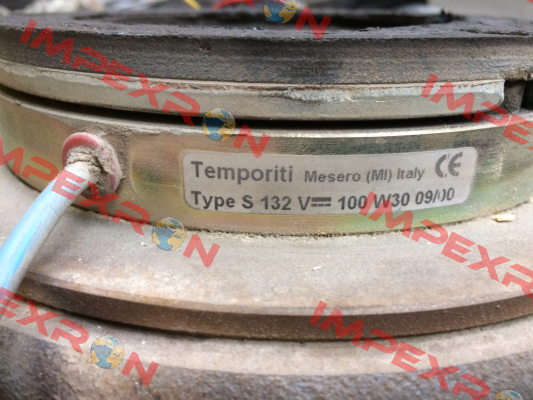 IMPEXRON
IMPEXRON
IMPEXRON
Temporiti Mesero (MI) Italy CE
Type S 132 V⎓ 100 W30 09/00
IMPEXRON
IMPEXRON
IMPEXRON